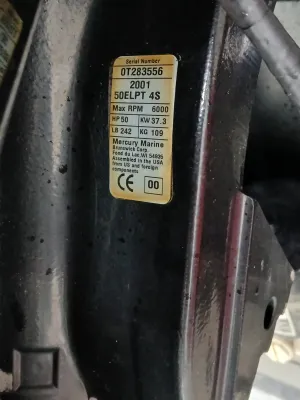 Serial Number
0T283556
2001
50ELPT 4S
Max RPM 6000
HP 50 KW 37.3
LB 242 KG 109
Mercury Marine
Brunswick Corp.
Fond du Lac WI 54935
Assembled in the USA
from US and foreign
components
CE 00